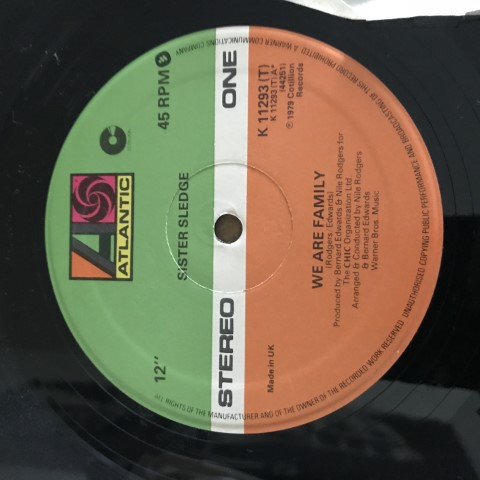 A WARNER COMMUNICATIONS COMPANY
45 RPM
ATLANTIC
SISTER SLEDGE
12"
STEREO
ONE
K 11293 (T)
K 11293 (T) A*
(44251)
℗ 1979 Cotillion
Records
Made in UK
WE ARE FAMILY
(Rodgers; Edwards)
Produced by Bernard Edwards & Nile Rodgers for
The CHIC Organization Ltd.
Arranged & Conducted by Nile Rodgers
& Bernard Edwards
Warner Bros. Music
RIGHTS OF THE MANUFACTURER AND OF THE OWNER OF THE RECORDED WORK RESERVED UNAUTHORISED COPYING PUBLIC PERFORMANCE AND BROADCASTING OF THIS RECORD PROHIBITED